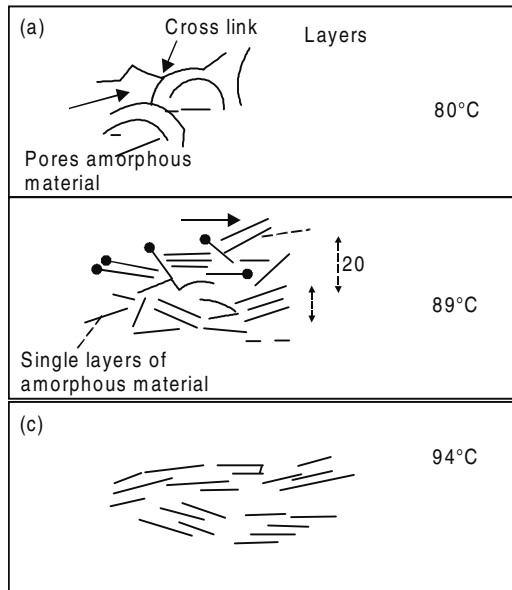 (a)
Cross link
Layers
80°C
Pores amorphous
material
20
89°C
Single layers of
amorphous material
(c)
94°C